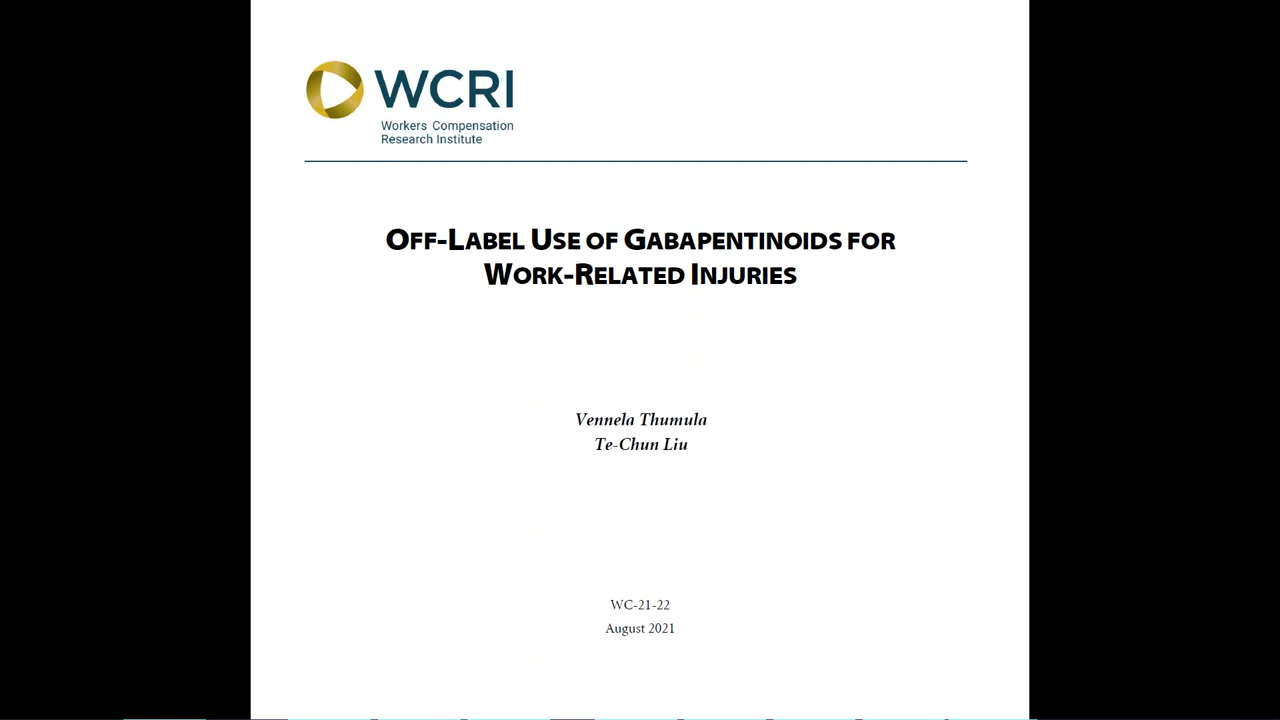 WCRI
Workers Compensation
Research Institute
OFF-LABEL USE OF GABAPENTINOIDS FOR
WORK-RELATED INJURIES
Vennela Thumula
Te-Chun Liu
WC-21-22
August 2021